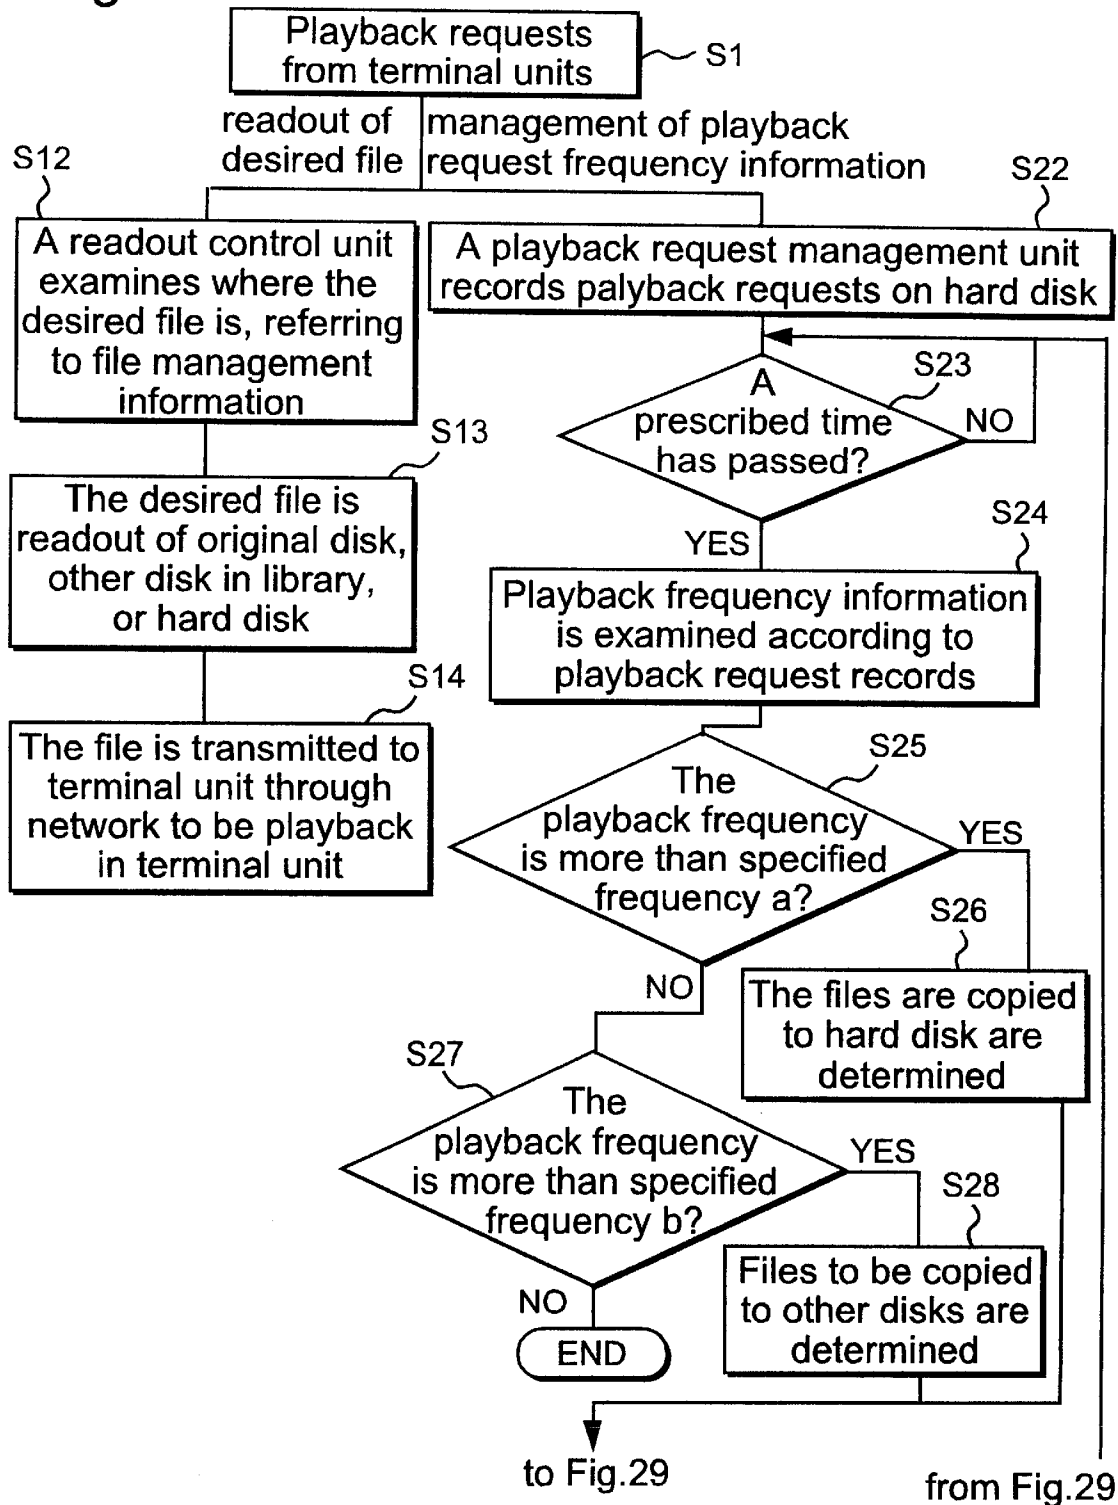 Playback requests
from terminal units
S1
readout of
desired file
management of playback
request frequency information
S12
A readout control unit
examines where the
desired file is, referring
to file management
information
S13
The desired file is
readout of original disk,
other disk in library,
or hard disk
S14
The file is transmitted to
terminal unit through
network to be playback
in terminal unit
S22
A playback request management unit
records palyback requests on hard disk
S23
A
prescribed time
has passed?
NO
YES
S24
Playback frequency information
is examined according to
playback request records
S25
The
playback frequency
is more than specified
frequency a?
YES
NO
S26
The files are copied
to hard disk are
determined
S27
The
playback frequency
is more than specified
frequency b?
YES
NO
S28
Files to be copied
to other disks are
determined
END
to Fig.29
from Fig.29